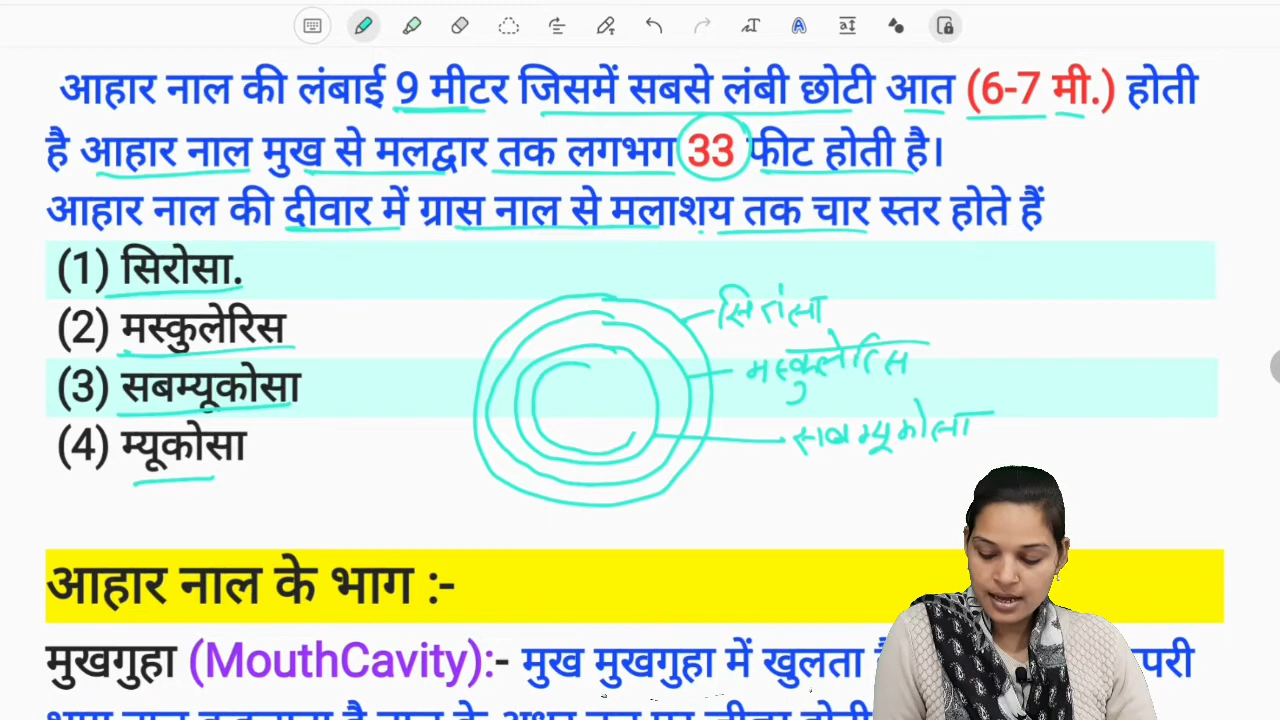 आहार नाल की लंबाई 9 मीटर जिसमें सबसे लंबी छोटी आत (6-7 मी.) होती
है आहार नाल मुख से मलद्वार तक लगभग 33 फीट होती है।
आहार नाल की दीवार में ग्रास नाल से मलाशय तक चार स्तर होते हैं
(1) सिरोसा.
(2) मस्कुलेरिस
(3) सबम्यूकोसा
(4) म्यूकोसा
सिरोसा
मस्कुलेरिस
सबम्यूकोसा
आहार नाल के भाग :-
मुखगुहा (MouthCavity):- मुख मुखगुहा में खुलता